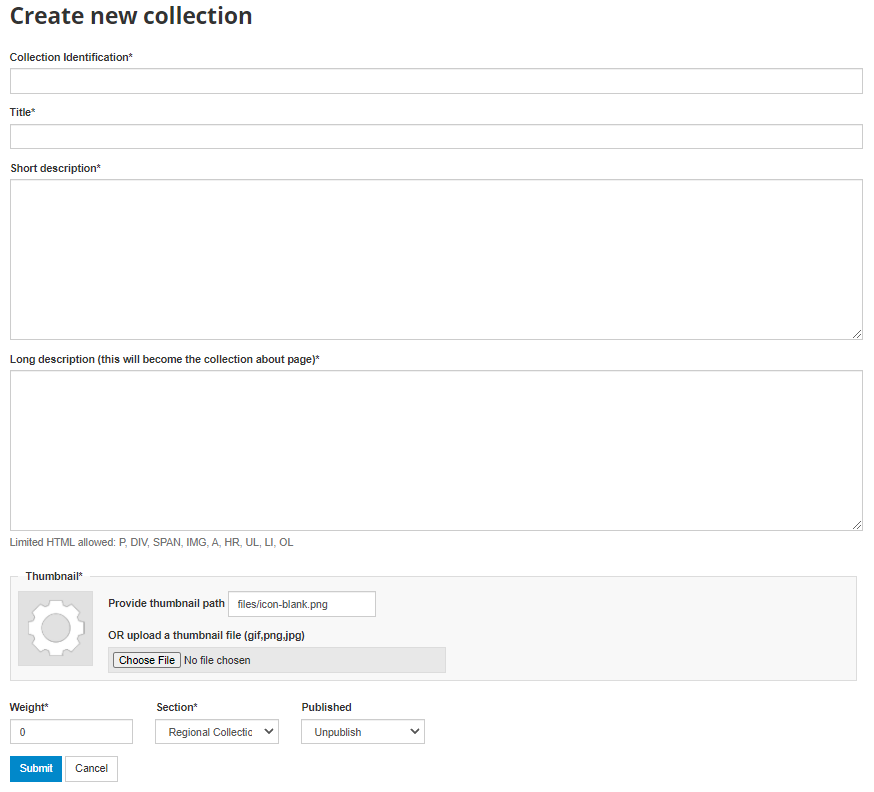 Create new collection
Collection Identification*
Title*
Short description*
Long description (this will become the collection about page)*
Limited HTML allowed: P, DIV, SPAN, IMG, A, HR, UL, LI, OL
Thumbnail*
Provide thumbnail path files/icon-blank.png
OR upload a thumbnail file (gif,png,jpg)
Choose File No file chosen
Weight* Section* Published
0 Regional Collectic Unpublish
Submit Cancel